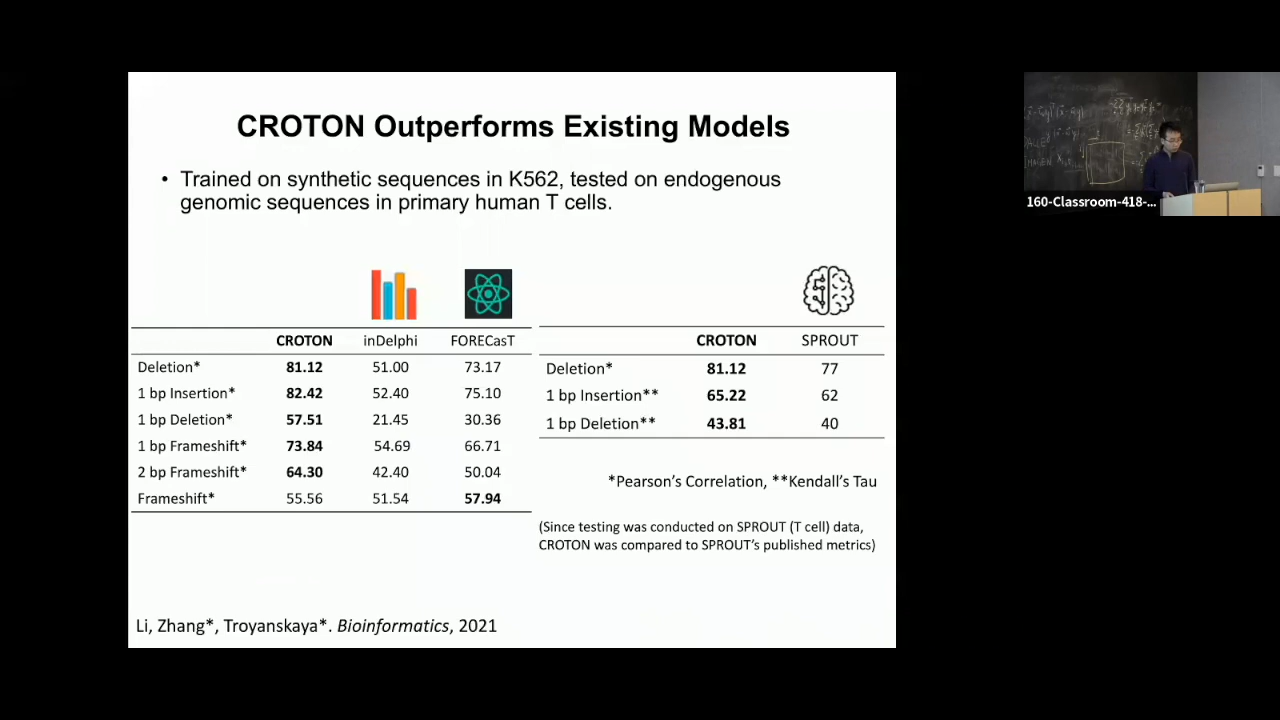 CROTON Outperforms Existing Models
• Trained on synthetic sequences in K562, tested on endogenous
genomic sequences in primary human T cells.
CROTON inDelphi FORECasT
Deletion* 81.12 51.00 73.17
1 bp Insertion* 82.42 52.40 75.10
1 bp Deletion* 57.51 21.45 30.36
1 bp Frameshift* 73.84 54.69 66.71
2 bp Frameshift* 64.30 42.40 50.04
Frameshift* 55.56 51.54 57.94
CROTON SPROUT
Deletion* 81.12 77
1 bp Insertion** 65.22 62
1 bp Deletion** 43.81 40
*Pearson's Correlation, **Kendall's Tau
(Since testing was conducted on SPROUT (T cell) data,
CROTON was compared to SPROUT's published metrics)
Li, Zhang*, Troyanskaya*. Bioinformatics, 2021
160-Classroom-418-...